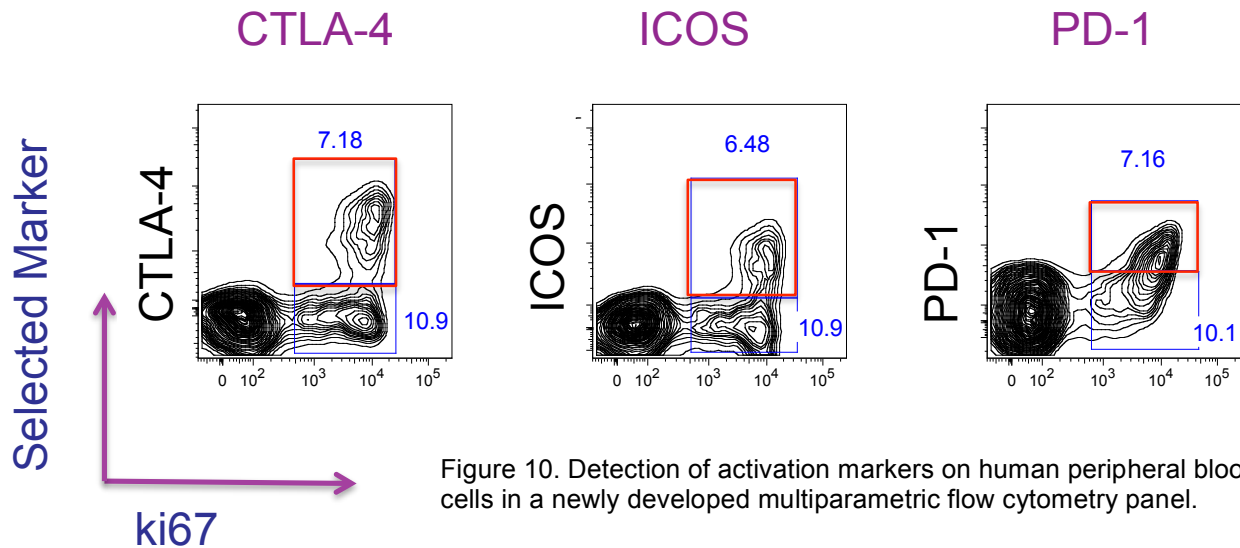 CTLA-4 ICOS PD-1
Selected Marker
CTLA-4
7.18
10.9
0 10² 10³ 10⁴ 10⁵
ICOS
6.48
10.9
0 10² 10³ 10⁴ 10⁵
PD-1
7.16
10.1
0 10² 10³ 10⁴ 10⁵
ki67
Figure 10. Detection of activation markers on human peripheral bloo
cells in a newly developed multiparametric flow cytometry panel.